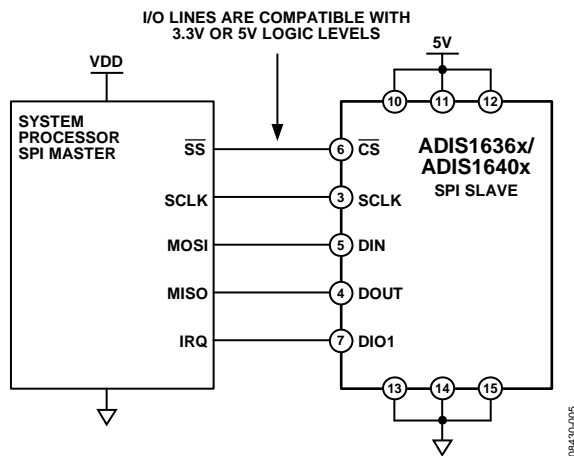 I/O LINES ARE COMPATIBLE WITH
3.3V OR 5V LOGIC LEVELS
VDD
5V
10 11 12
SYSTEM
PROCESSOR
SPI MASTER
ADIS1636x/
ADIS1640x
SPI SLAVE
SS 6 CS
SCLK 3 SCLK
MOSI 5 DIN
MISO 4 DOUT
IRQ 7 DIO1
13 14 15
08430-005